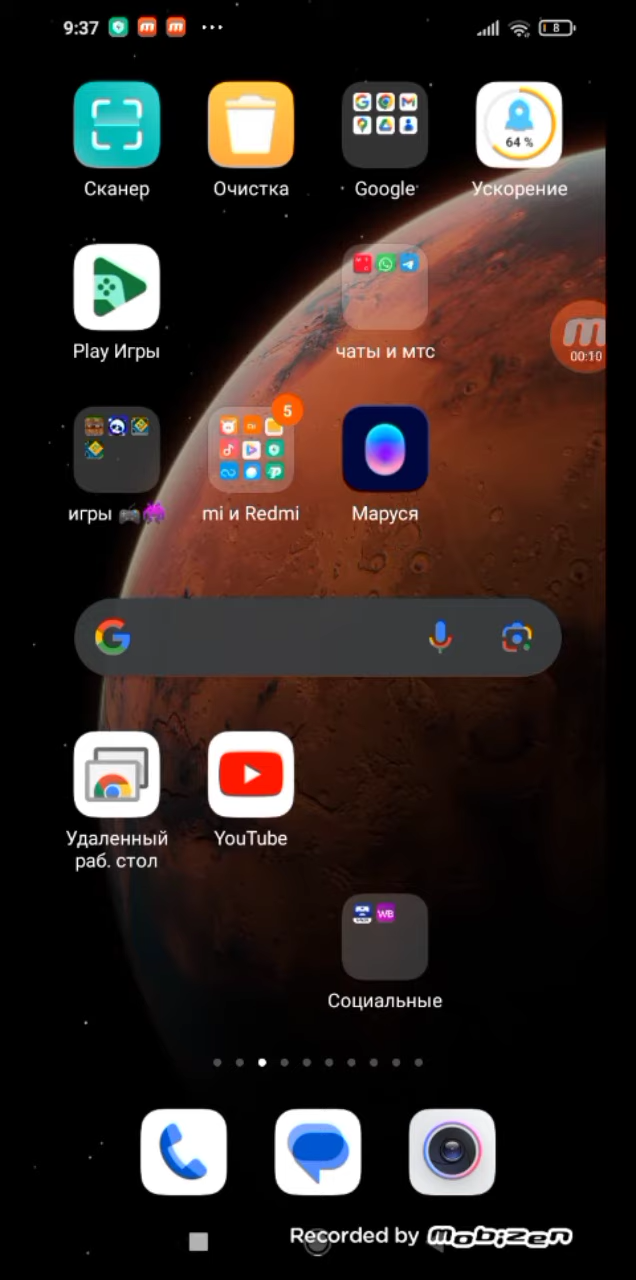 9:37
8
64 %
Сканер
Очистка
Google
Ускорение
Play Игры
чаты и мтс
00:10
5
игры 🎮👾
mi и Redmi
Маруся
Удаленный
раб. стол
YouTube
WB
Социальные
Recorded by Mobizen